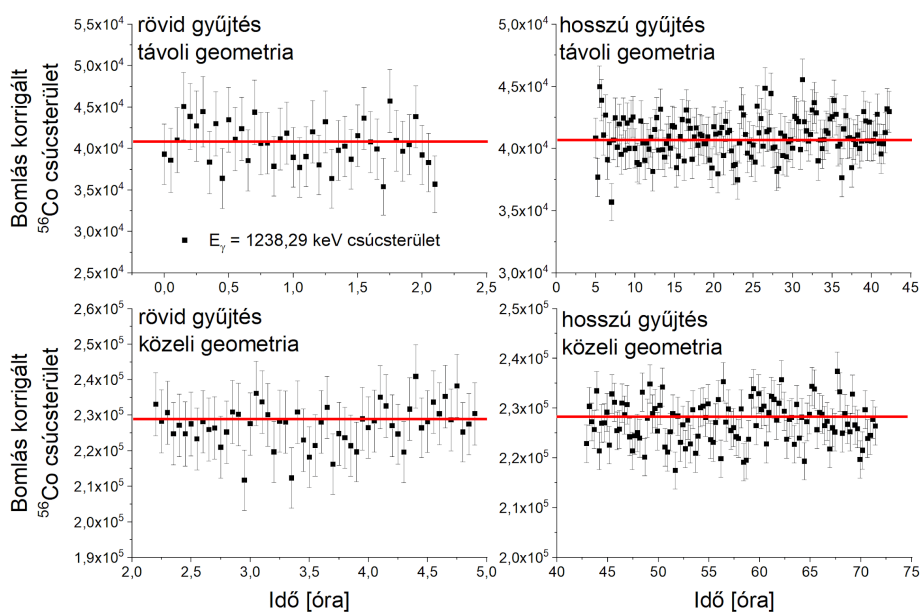 rövid gyűjtés
távoli geometria
5,5x10⁴
5,0x10⁴
4,5x10⁴
4,0x10⁴
3,5x10⁴
3,0x10⁴
2,5x10⁴
E_γ = 1238,29 keV csúcsterület
0,0 0,5 1,0 1,5 2,0 2,5
Bomlás korrigált
⁵⁶Co csúcsterület
hosszú gyűjtés
távoli geometria
5,0x10⁴
4,5x10⁴
4,0x10⁴
3,5x10⁴
3,0x10⁴
0 5 10 15 20 25 30 35 40 45
rövid gyűjtés
közeli geometria
2,6x10⁵
2,5x10⁵
2,4x10⁵
2,3x10⁵
2,2x10⁵
2,1x10⁵
2,0x10⁵
1,9x10⁵
2,0 2,5 3,0 3,5 4,0 4,5 5,0
Bomlás korrigált
⁵⁶Co csúcsterület
Idő [óra]
hosszú gyűjtés
közeli geometria
2,5x10⁵
2,4x10⁵
2,3x10⁵
2,2x10⁵
2,1x10⁵
2,0x10⁵
40 45 50 55 60 65 70 75
Idő [óra]